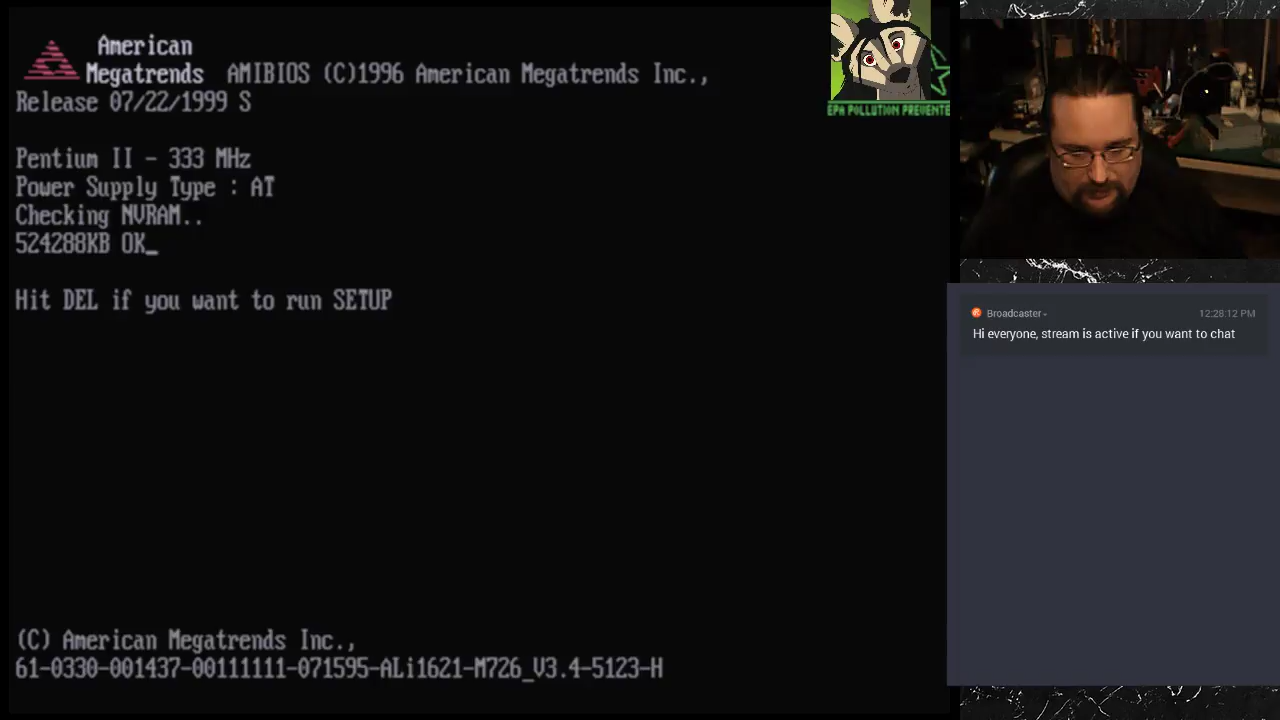 American
Megatrends AMIBIOS (C)1996 American Megatrends Inc.,
Release 07/22/1999 S
EPA POLLUTION PREVENTE
Pentium II - 333 MHz
Power Supply Type : AT
Checking NVRAM..
524288KB OK_
Hit DEL if you want to run SETUP
(C) American Megatrends Inc.,
61-0330-001437-00111111-071595-ALi1621-M726_V3.4-5123-H
Broadcaster 12:28:12 PM
Hi everyone, stream is active if you want to chat